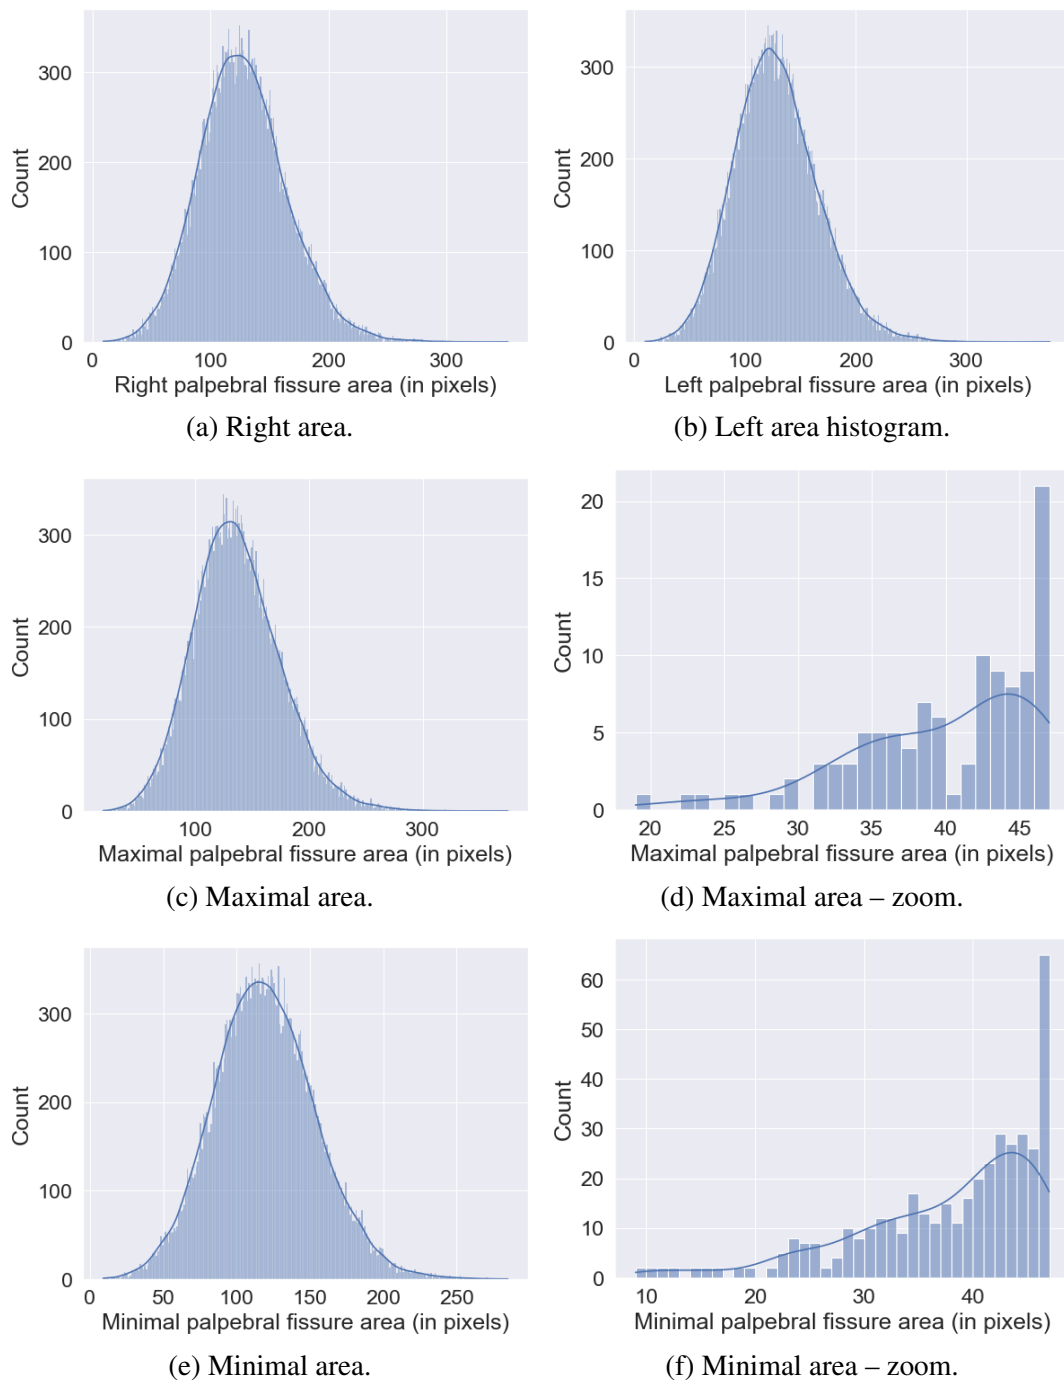 300
200
100
0
Count
0 100 200 300
Right palpebral fissure area (in pixels)
(a) Right area.
300
200
100
0
Count
0 100 200 300
Left palpebral fissure area (in pixels)
(b) Left area histogram.
300
200
100
0
Count
100 200 300
Maximal palpebral fissure area (in pixels)
(c) Maximal area.
20
15
10
5
0
Count
20 25 30 35 40 45
Maximal palpebral fissure area (in pixels)
(d) Maximal area – zoom.
300
200
100
0
Count
0 50 100 150 200 250
Minimal palpebral fissure area (in pixels)
(e) Minimal area.
60
50
40
30
20
10
0
Count
10 20 30 40
Minimal palpebral fissure area (in pixels)
(f) Minimal area – zoom.